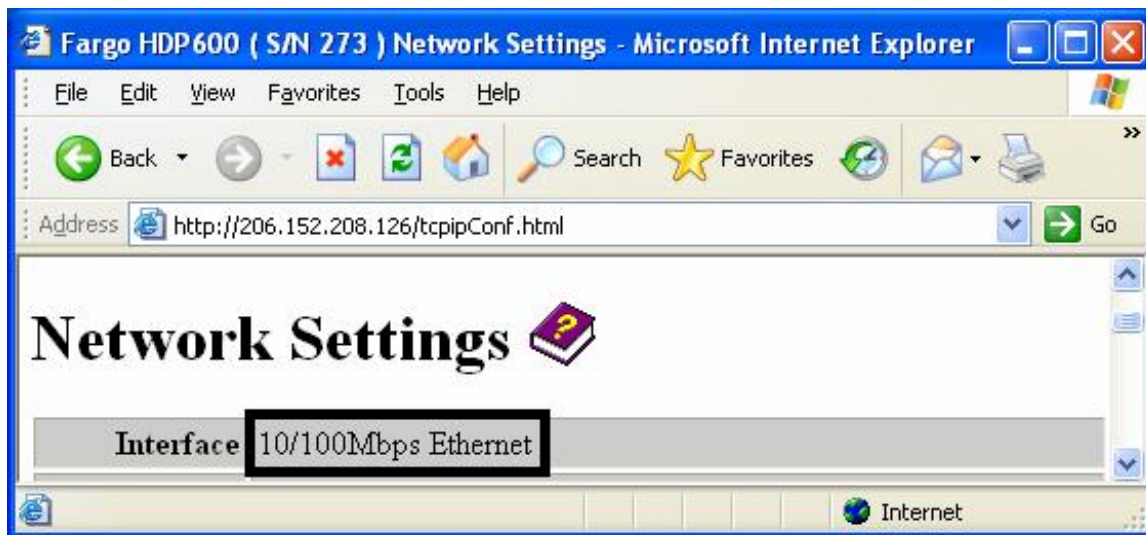 Fargo HDP600 ( S/N 273 ) Network Settings - Microsoft Internet Explorer
File Edit View Favorites Tools Help
Back Search Favorites »
Address http://206.152.208.126/tcpipConf.html Go
Network Settings ?
Interface 10/100Mbps Ethernet
Internet